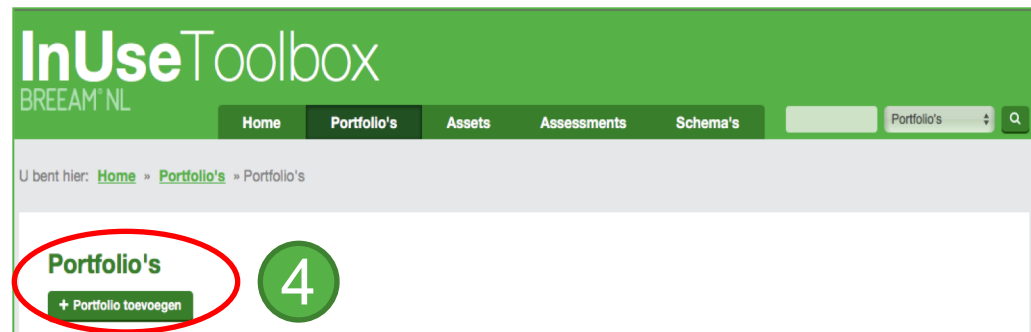 InUseToolbox
BREEAM® NL
Home Portfolio's Assets Assessments Schema's Portfolio's
U bent hier: Home » Portfolio's » Portfolio's
Portfolio's
4
+ Portfolio toevoegen